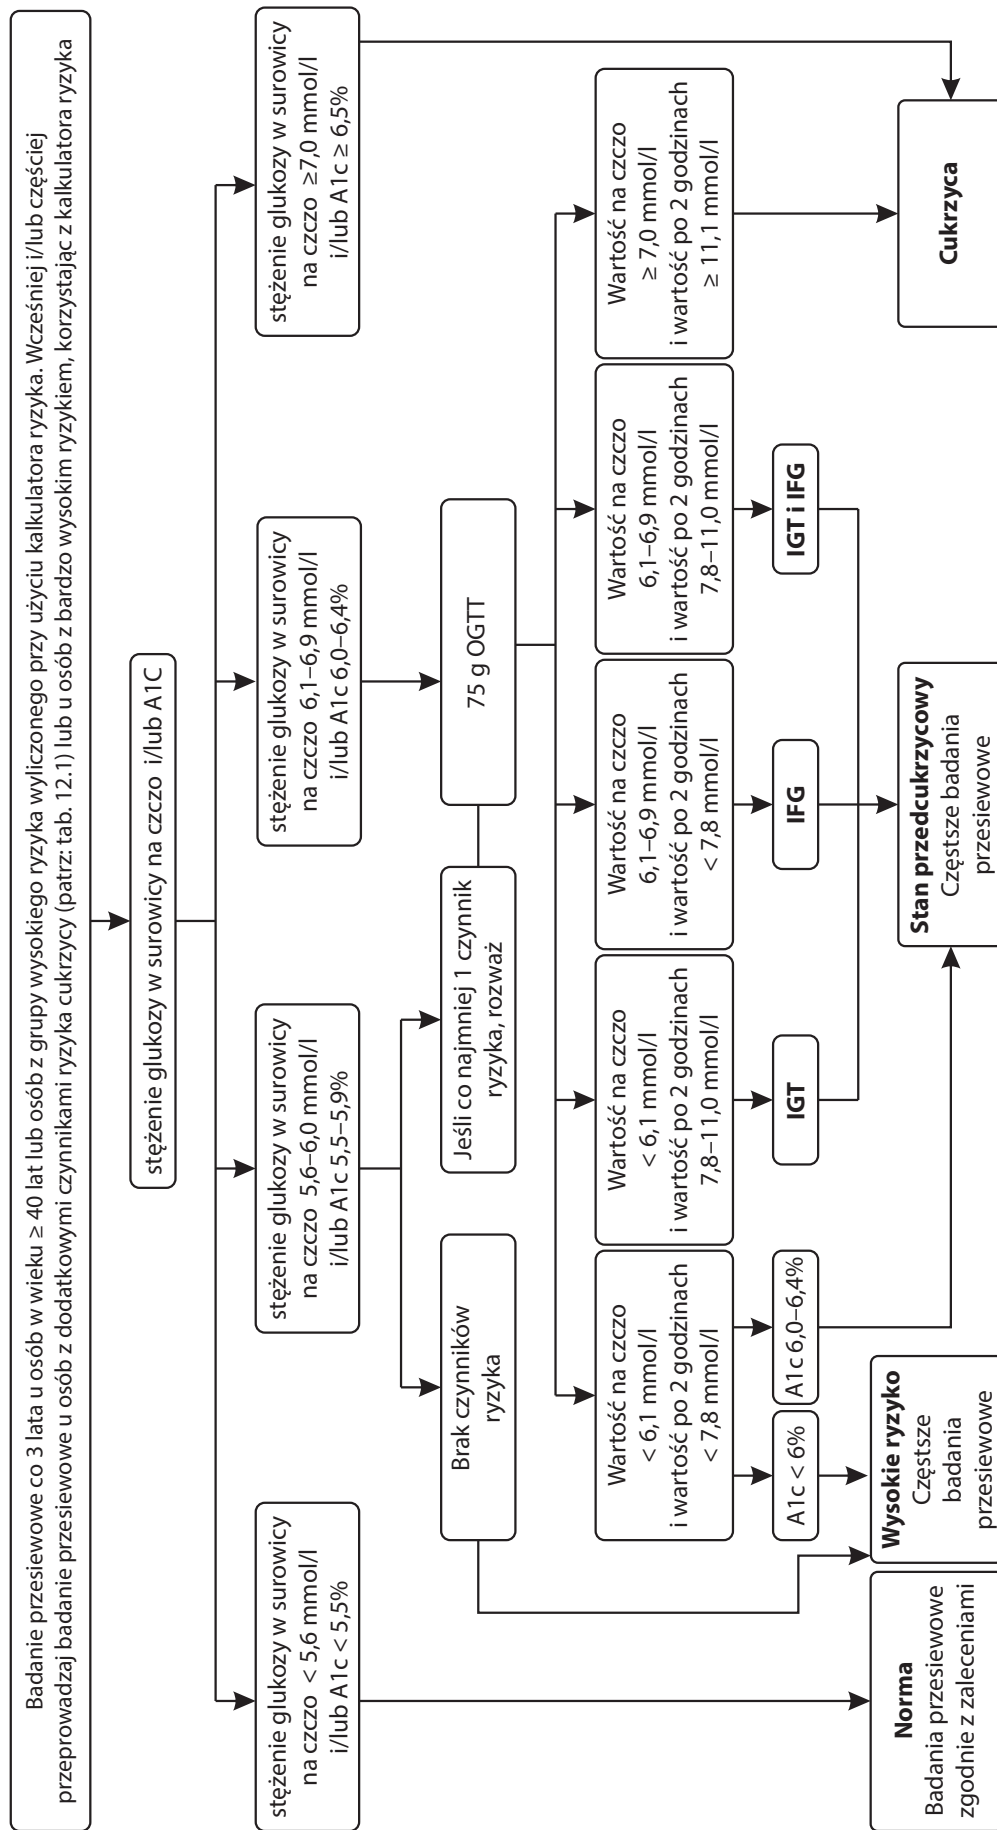 Badanie przesiewowe co 3 lata u osób w wieku ≥ 40 lat lub osób z grupy wysokiego ryzyka wyliczonego przy użyciu kalkulatora ryzyka. Wcześniej i/lub częściej
przeprowadzaj badanie przesiewowe u osób z dodatkowymi czynnikami ryzyka cukrzycy (patrz: tab. 12.1) lub u osób z bardzo wysokim ryzykiem, korzystając z kalkulatora ryzyka
stężenie glukozy w surowicy na czczo i/lub A1C
stężenie glukozy w surowicy
na czczo < 5,6 mmol/l
i/lub A1c < 5,5%
stężenie glukozy w surowicy
na czczo 5,6–6,0 mmol/l
i/lub A1c 5,5–5,9%
stężenie glukozy w surowicy
na czczo 6,1–6,9 mmol/l
i/lub A1c 6,0–6,4%
stężenie glukozy w surowicy
na czczo ≥7,0 mmol/l
i/lub A1c ≥ 6,5%
Brak czynników
ryzyka
Jeśli co najmniej 1 czynnik
ryzyka, rozważ
75 g OGTT
Wartość na czczo
< 6,1 mmol/l
i wartość po 2 godzinach
< 7,8 mmol/l
Wartość na czczo
< 6,1 mmol/l
i wartość po 2 godzinach
7,8–11,0 mmol/l
Wartość na czczo
6,1–6,9 mmol/l
i wartość po 2 godzinach
< 7,8 mmol/l
Wartość na czczo
6,1–6,9 mmol/l
i wartość po 2 godzinach
7,8–11,0 mmol/l
Wartość na czczo
≥ 7,0 mmol/l
i wartość po 2 godzinach
≥ 11,1 mmol/l
A1c < 6%
A1c 6,0–6,4%
IGT
IFG
IGT i IFG
Norma
Badania przesiewowe
zgodnie z zaleceniami
Wysokie ryzyko
Częstsze
badania
przesiewowe
Stan przedcukrzycowy
Częstsze badania
przesiewowe
Cukrzyca